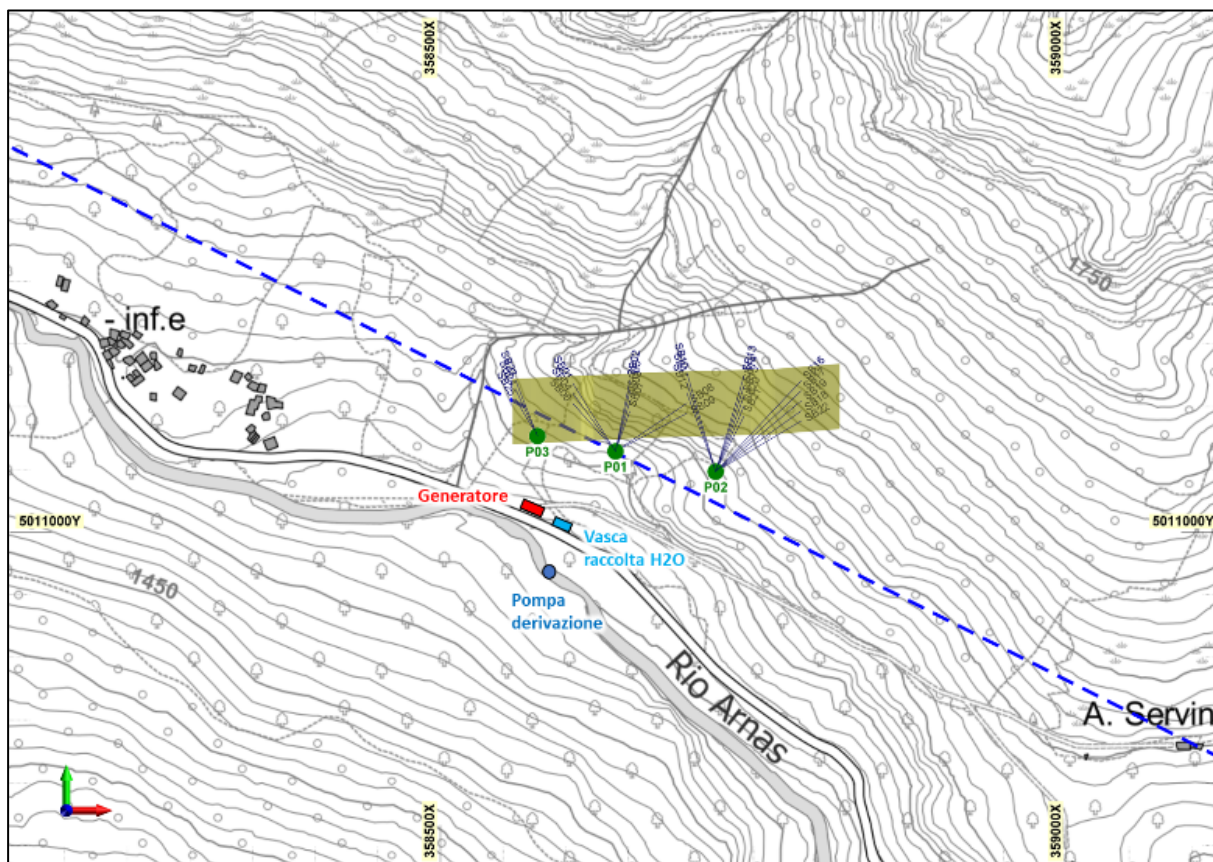 358500X
359000X
1750
- inf.e
P03
P01
P02
Generatore
Vasca
raccolta H2O
5011000Y
5011000Y
1450
Pompa
derivazione
Rio Arnas
A. Servin
358500X
359000X